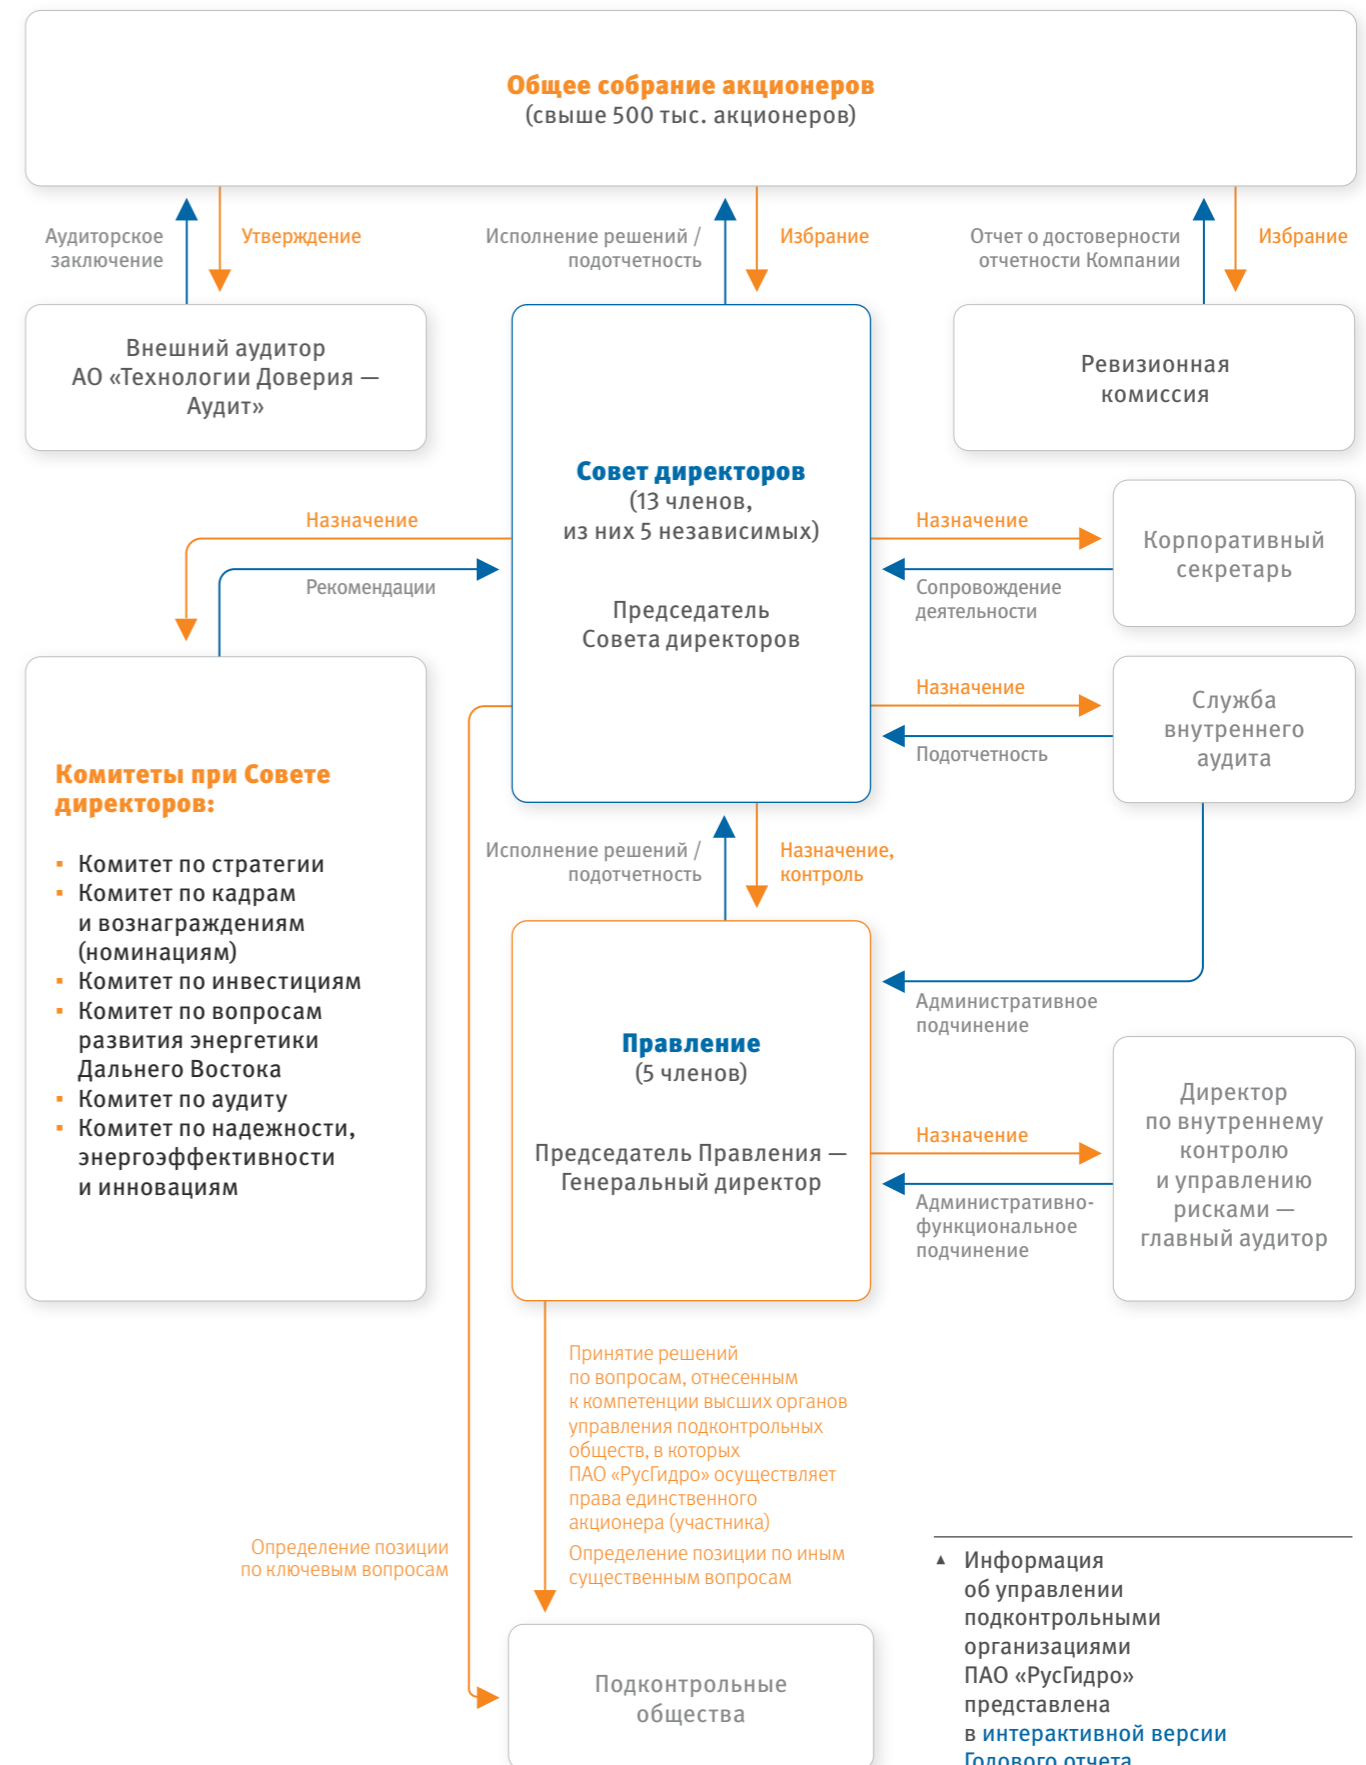 Общее собрание акционеров
(свыше 500 тыс. акционеров)
Аудиторское
заключение
Утверждение
Исполнение решений /
подотчетность
Избрание
Отчет о достоверности
отчетности Компании
Избрание
Внешний аудитор
АО «Технологии Доверия —
Аудит»
Совет директоров
(13 членов,
из них 5 независимых)
Председатель
Совета директоров
Ревизионная
комиссия
Назначение
Рекомендации
Назначение
Сопровождение
деятельности
Корпоративный
секретарь
Назначение
Подотчетность
Служба
внутреннего
аудита
Комитеты при Совете
директоров:
▪ Комитет по стратегии
▪ Комитет по кадрам
и вознаграждениям
(номинациям)
▪ Комитет по инвестициям
▪ Комитет по вопросам
развития энергетики
Дальнего Востока
▪ Комитет по аудиту
▪ Комитет по надежности,
энергоэффективности
и инновациям
Исполнение решений /
подотчетность
Назначение,
контроль
Правление
(5 членов)
Председатель Правления —
Генеральный директор
Административное
подчинение
Назначение
Административно-
функциональное
подчинение
Директор
по внутреннему
контролю
и управлению
рисками —
главный аудитор
Принятие решений
по вопросам, отнесенным
к компетенции высших органов
управления подконтрольных
обществ, в которых
ПАО «РусГидро» осуществляет
права единственного
акционера (участника)
Определение позиции по иным
существенным вопросам
Определение позиции
по ключевым вопросам
Подконтрольные
общества
▲ Информация
об управлении
подконтрольными
организациями
ПАО «РусГидро»
представлена
в интерактивной версии
Годового отчета